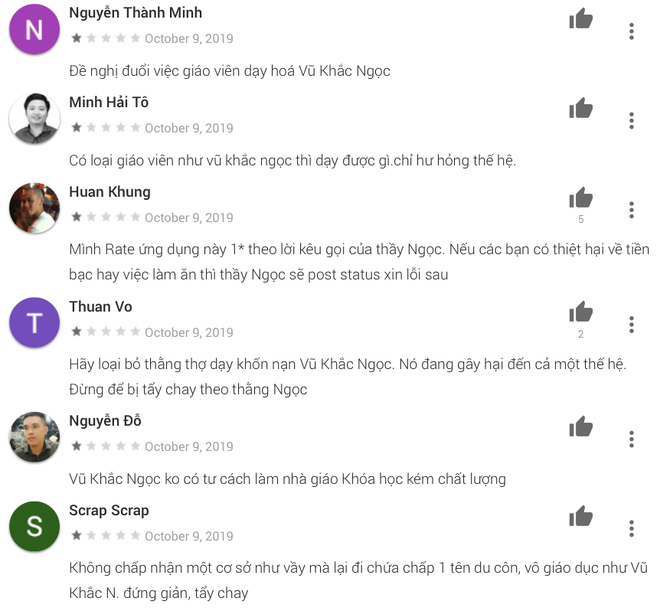 N
Nguyễn Thành Minh
October 9, 2019
Đề nghị đuổi việc giáo viên dạy hoá Vũ Khắc Ngọc
Minh Hải Tô
October 9, 2019
Có loại giáo viên như vũ khắc ngọc thì dạy được gì.chỉ hư hỏng thế hệ.
Huan Khung
October 9, 2019
5
Mình Rate ứng dụng này 1* theo lời kêu gọi của thầy Ngọc. Nếu các bạn có thiệt hại về tiền
bạc hay việc làm ăn thì thầy Ngọc sẽ post status xin lỗi sau
T
Thuan Vo
October 9, 2019
2
Hãy loại bỏ thằng thợ dạy khốn nạn Vũ Khắc Ngọc. Nó đang gây hại đến cả một thế hệ.
Đừng để bị tẩy chay theo thằng Ngọc
Nguyễn Đỗ
October 9, 2019
Vũ Khắc Ngọc ko có tư cách làm nhà giáo Khóa học kém chất lượng
S
Scrap Scrap
October 9, 2019
Không chấp nhận một cơ sở như vầy mà lại đi chứa chấp 1 tên du côn, vô giáo dục như Vũ
Khắc N. đứng giản, tẩy chay